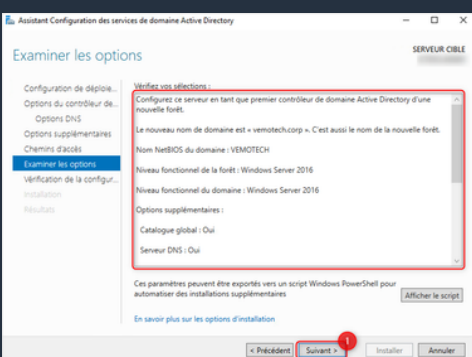 Assistant Configuration des services de domaine Active Directory
Examiner les options
SERVEUR CIBLE
Configuration de déploie...
Options du contrôleur de...
Options DNS
Options supplémentaires
Chemins d'accès
Examiner les options
Vérification de la configur...
Installation
Résultats
Vérifiez vos sélections :
Configurez ce serveur en tant que premier contrôleur de domaine Active Directory d'une
nouvelle forêt.
Le nouveau nom de domaine est « vemotech.corp ». C'est aussi le nom de la nouvelle forêt.
Nom NetBIOS du domaine : VEMOTECH
Niveau fonctionnel de la forêt : Windows Server 2016
Niveau fonctionnel du domaine : Windows Server 2016
Options supplémentaires :
Catalogue global : Oui
Serveur DNS : Oui
Ces paramètres peuvent être exportés vers un script Windows PowerShell pour
automatiser des installations supplémentaires
Afficher le script
En savoir plus sur les options d'installation
1
< Précédent
Suivant >
Installer
Annuler